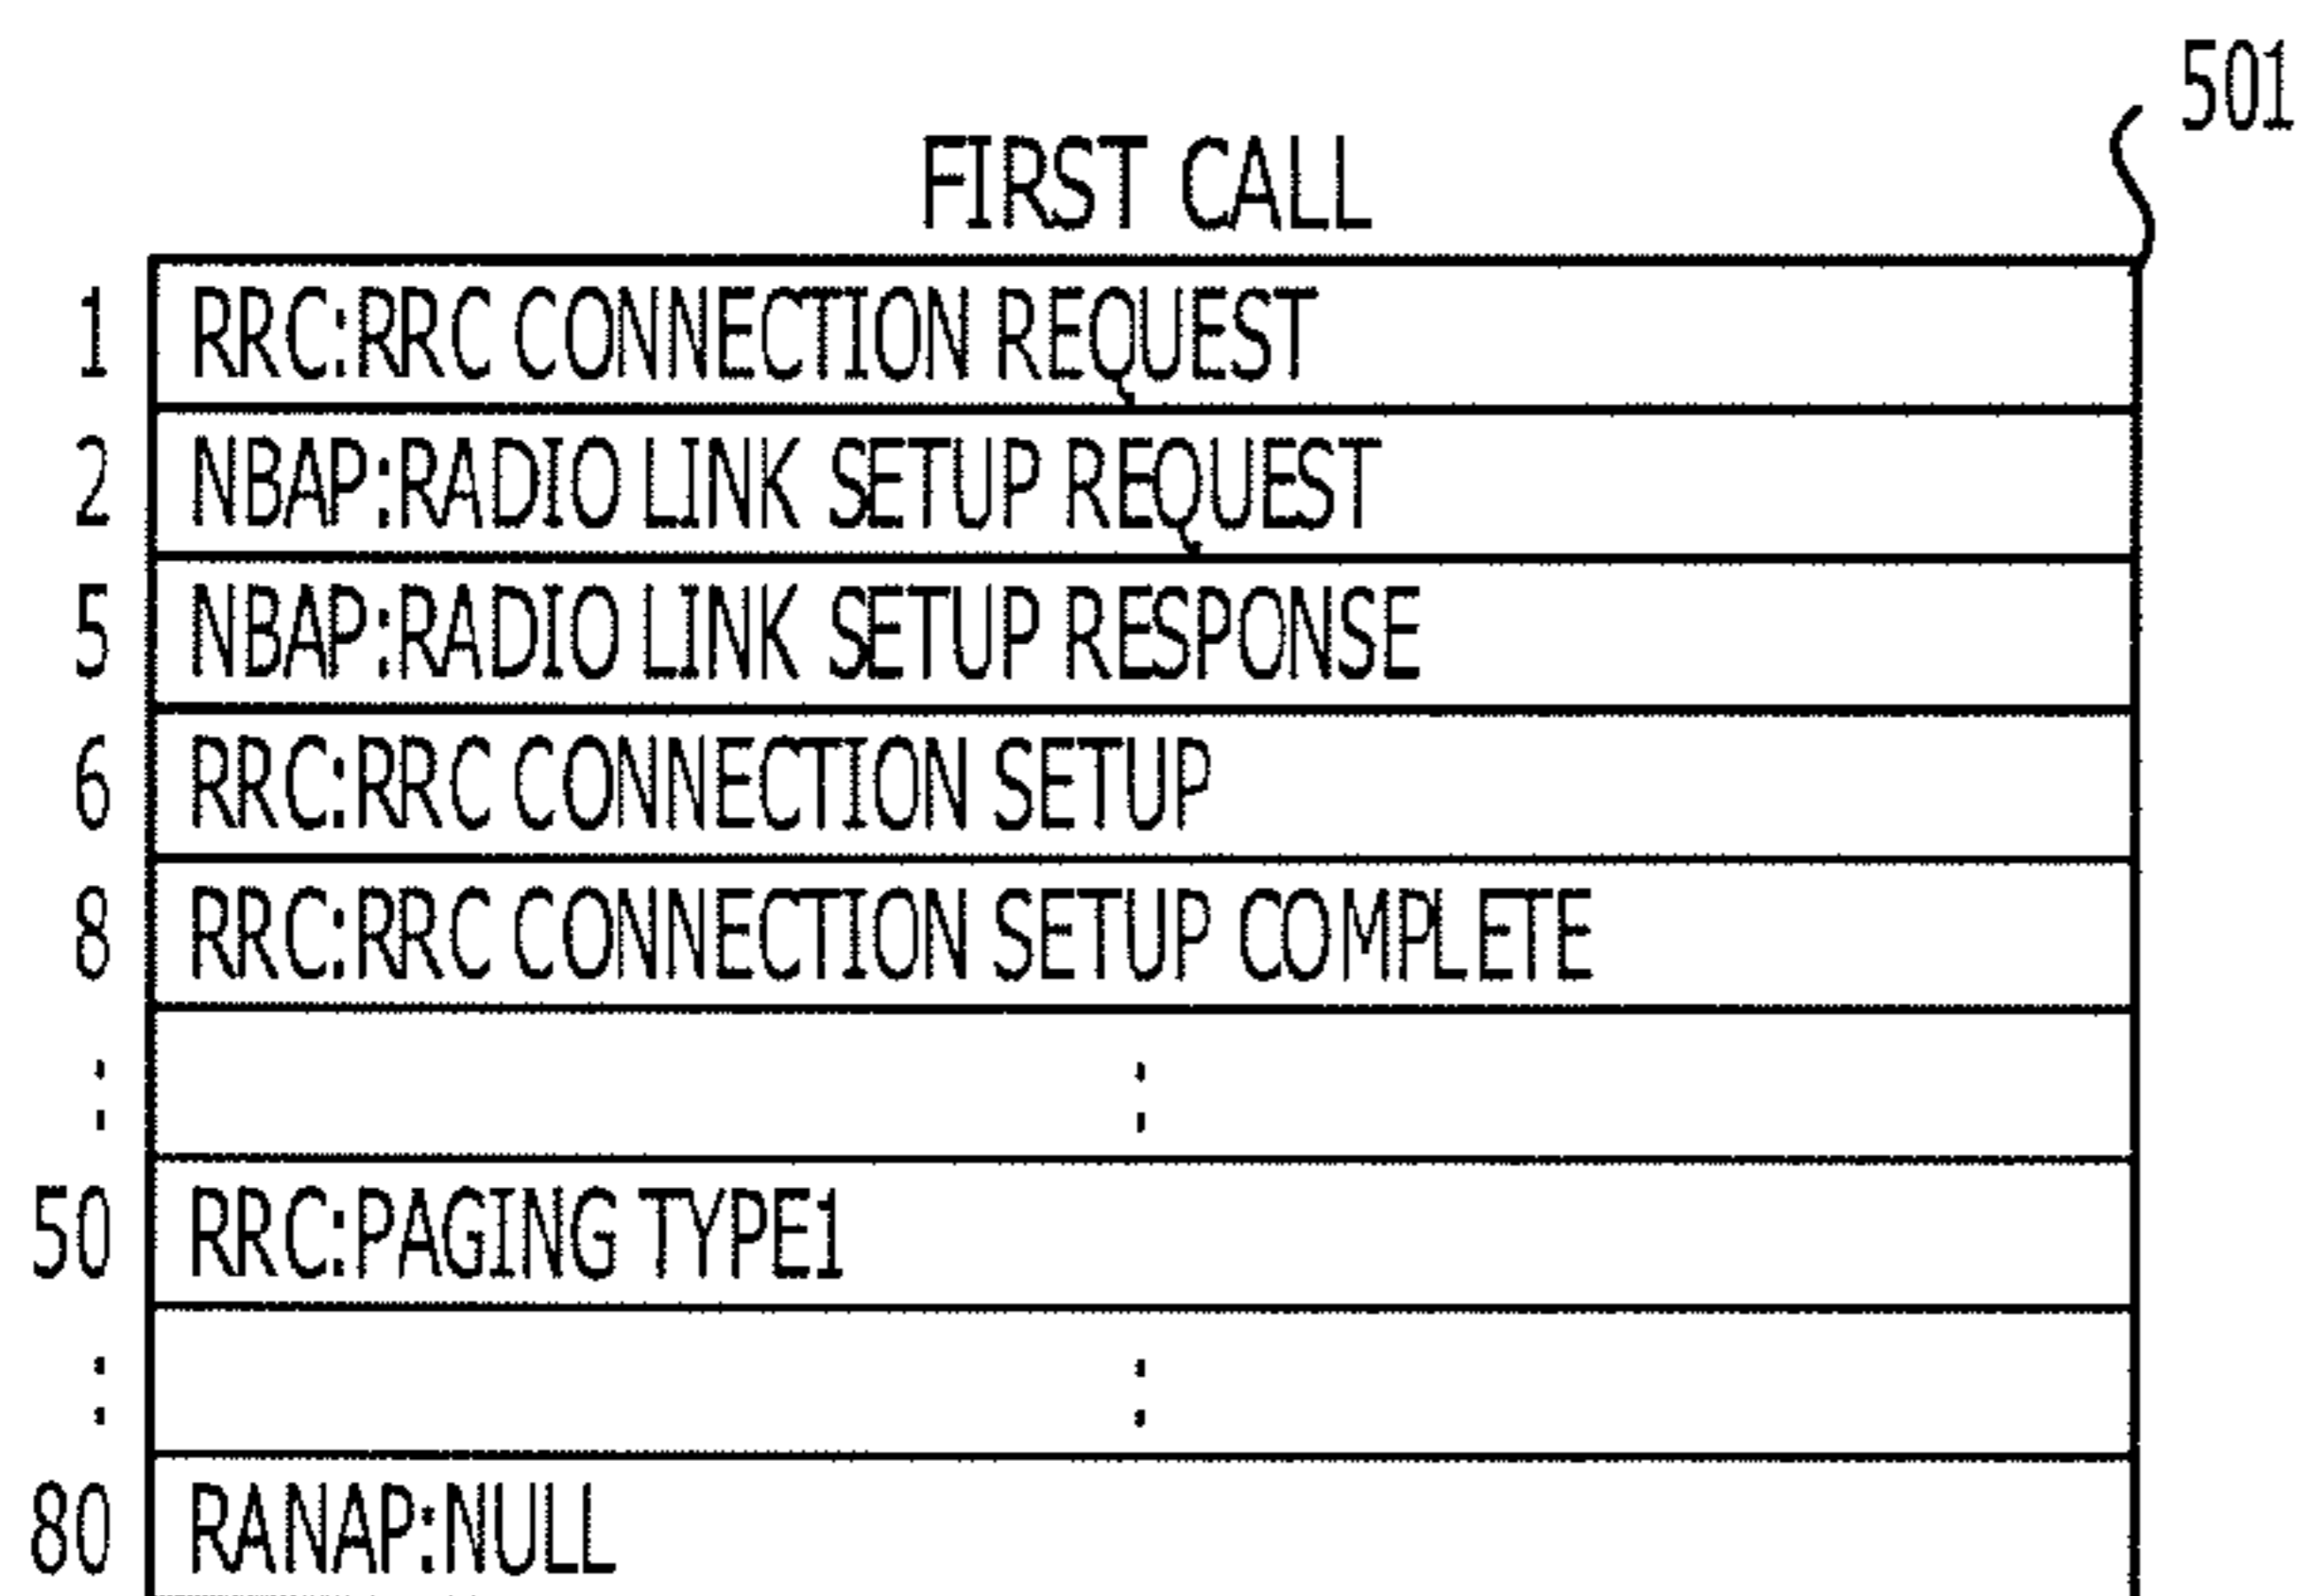 501
FIRST CALL
1 RRC:RRC CONNECTION REQUEST
2 NBAP:RADIO LINK SETUP REQUEST
5 NBAP:RADIO LINK SETUP RESPONSE
6 RRC:RRC CONNECTION SETUP
8 RRC:RRC CONNECTION SETUP COMPLETE
: :
50 RRC:PAGING TYPE1
: :
80 RANAP:NULL